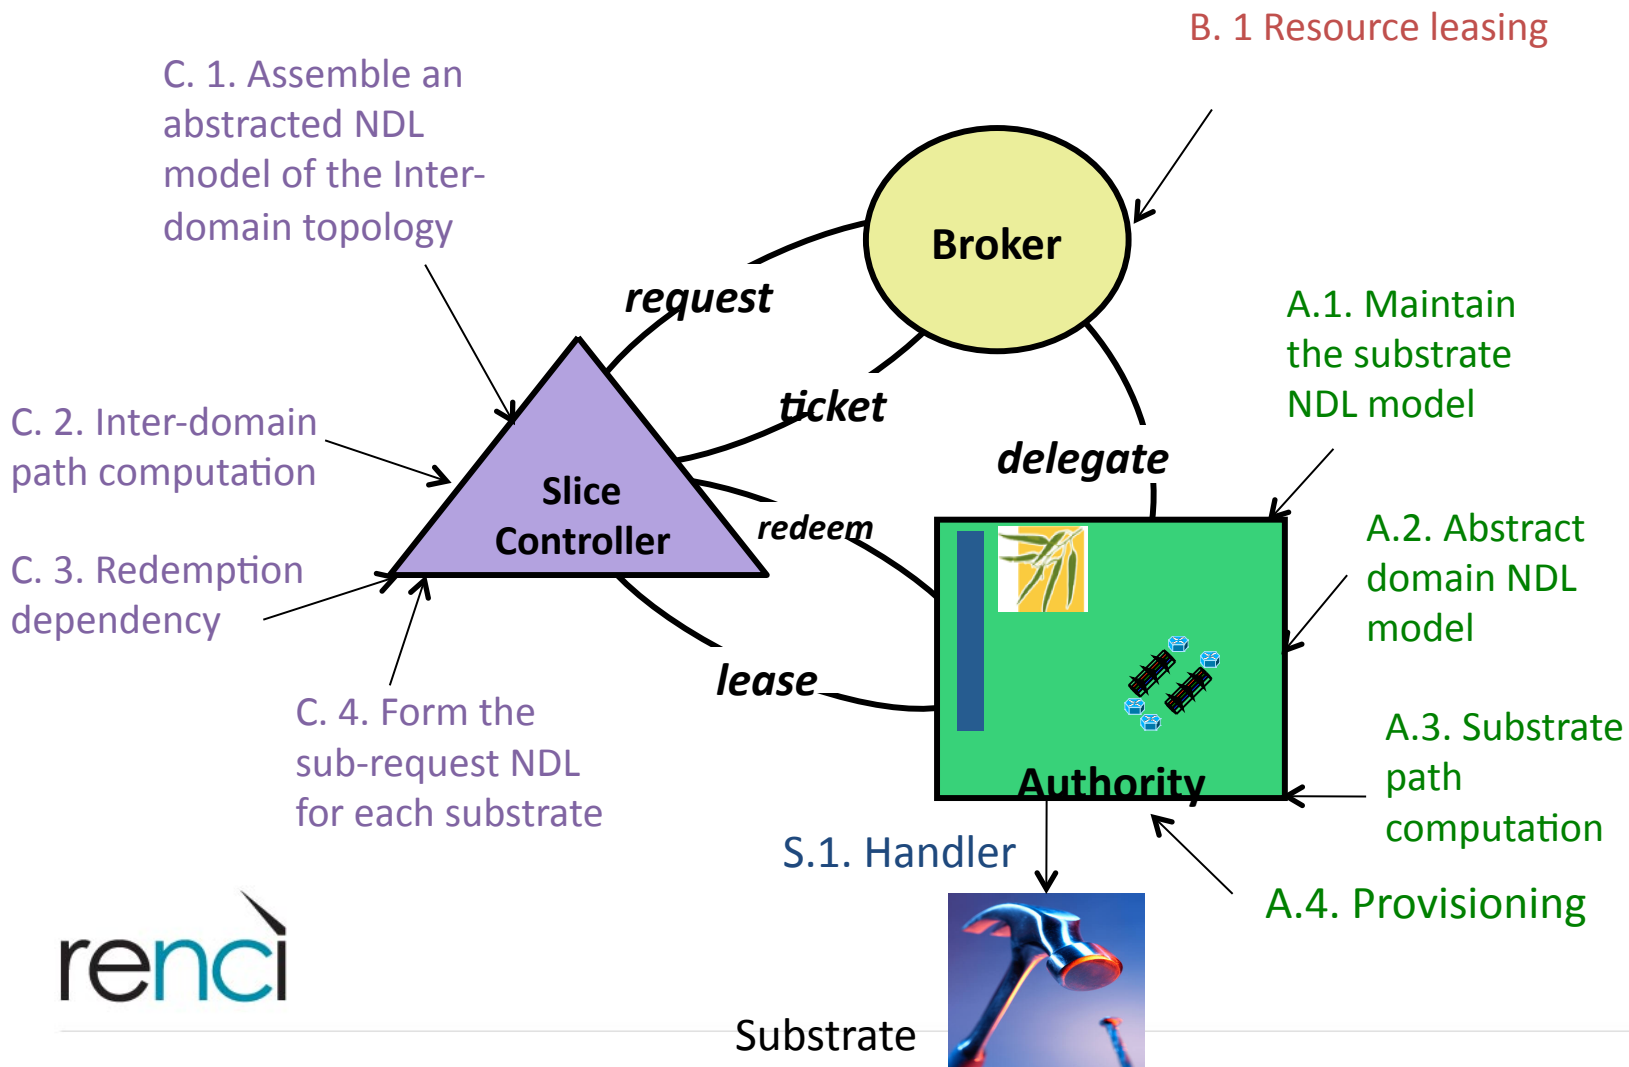 B. 1 Resource leasing
C. 1. Assemble an
abstracted NDL
model of the Inter-
domain topology
Broker
request
A.1. Maintain
the substrate
NDL model
ticket
C. 2. Inter-domain
path computation
delegate
Slice
Controller
redeem
A.2. Abstract
domain NDL
model
C. 3. Redemption
dependency
lease
C. 4. Form the
sub-request NDL
for each substrate
A.3. Substrate
path
computation
Authority
S.1. Handler
A.4. Provisioning
renci
Substrate